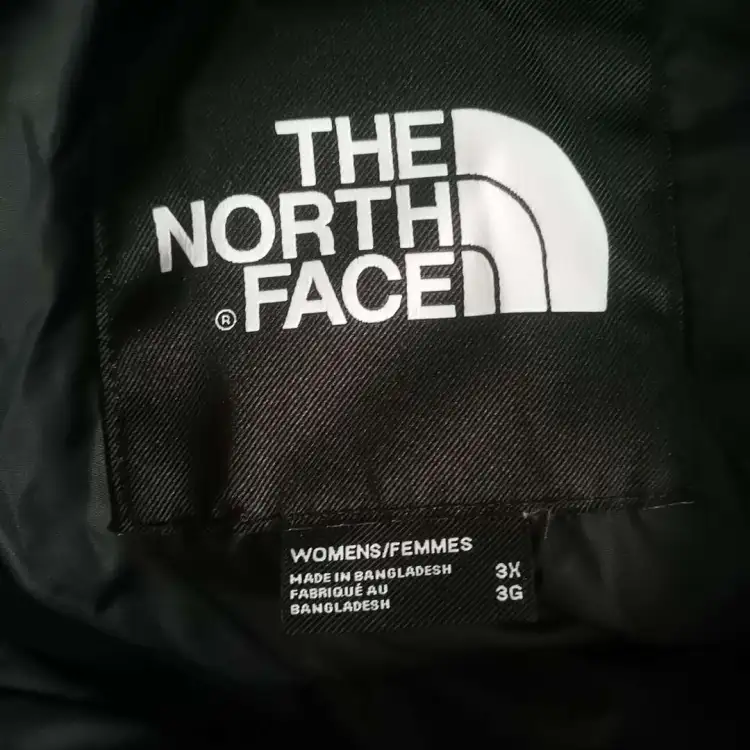 THE
NORTH
® FACE
WOMENS/FEMMES
MADE IN BANGLADESH 3X
FABRIQUÉ AU 3G
BANGLADESH